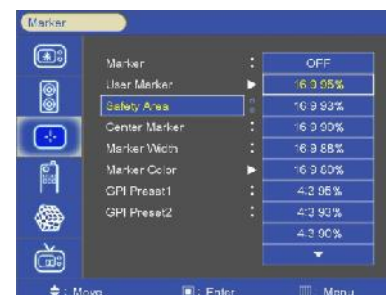 Marker
Marker : OFF
User Marker ▶ 16:9 95%
Safety Area : 16:9 93%
Center Marker : 16:9 90%
Marker Width : 16:9 88%
Marker Color ▶ 16:9 80%
GPI Preset1 : 4:3 95%
GPI Preset2 : 4:3 93%
4:3 90%
: Move : Enter : Menu